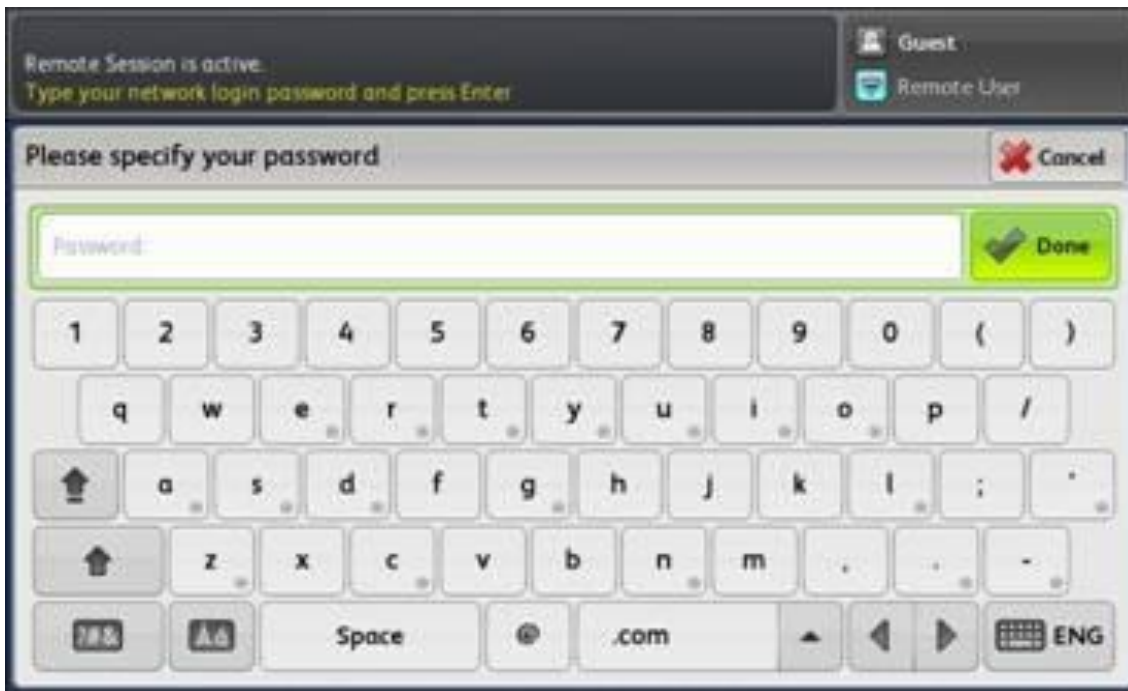 Remote Session is active.
Type your network login password and press Enter
Guest
Remote User
Please specify your password
Cancel
Password
Done
1 2 3 4 5 6 7 8 9 0 ( )
q w e r t y u i o p /
a s d f g h j k l ;
z x c v b n m , . -
?#& Space @ .com ENG